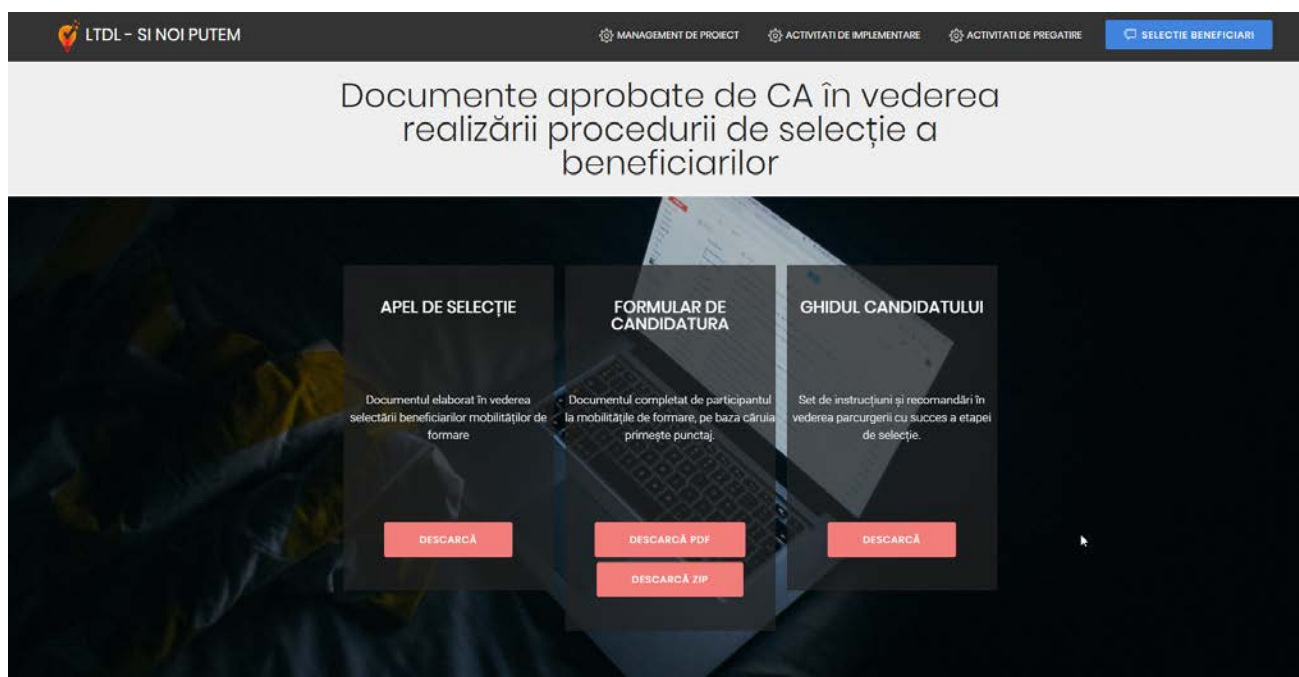 LTDL - SI NOI PUTEM
MANAGEMENT DE PROIECT
ACTIVITATI DE IMPLEMENTARE
ACTIVITATI DE PREGATIRE
SELECTIE BENEFICIARI
Documente aprobate de CA în vederea
realizării procedurii de selecție a
beneficiarilor
APEL DE SELECȚIE
Documentul elaborat în vederea
selectării beneficiarilor mobilităților de
formare
DESCARCĂ
FORMULAR DE
CANDIDATURA
Documentul completat de participantul
la mobilitățile de formare, pe baza căruia
primește punctaj.
DESCARCĂ PDF
DESCARCĂ ZIP
GHIDUL CANDIDATULUI
Set de instrucțiuni și recomandări în
vederea parcurgerii cu succes a etapei
de selecție.
DESCARCĂ